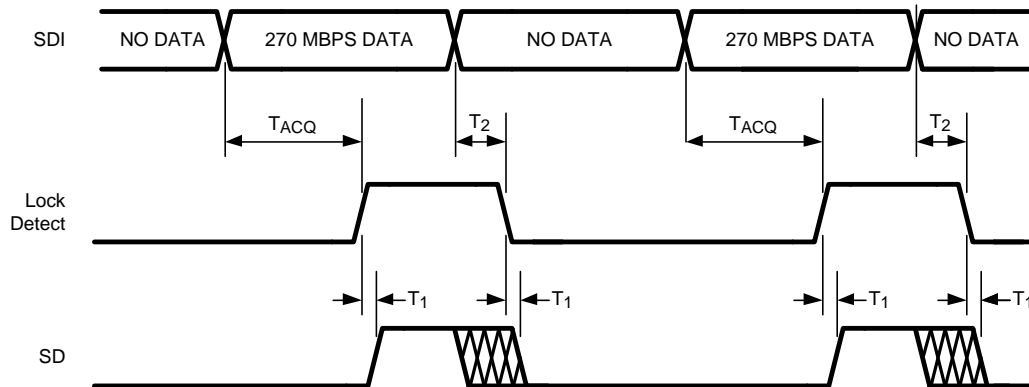 SDI NO DATA 270 MBPS DATA NO DATA 270 MBPS DATA NO DATA
TACQ T2 TACQ T2
Lock
Detect
T1 T1 T1 T1
SD